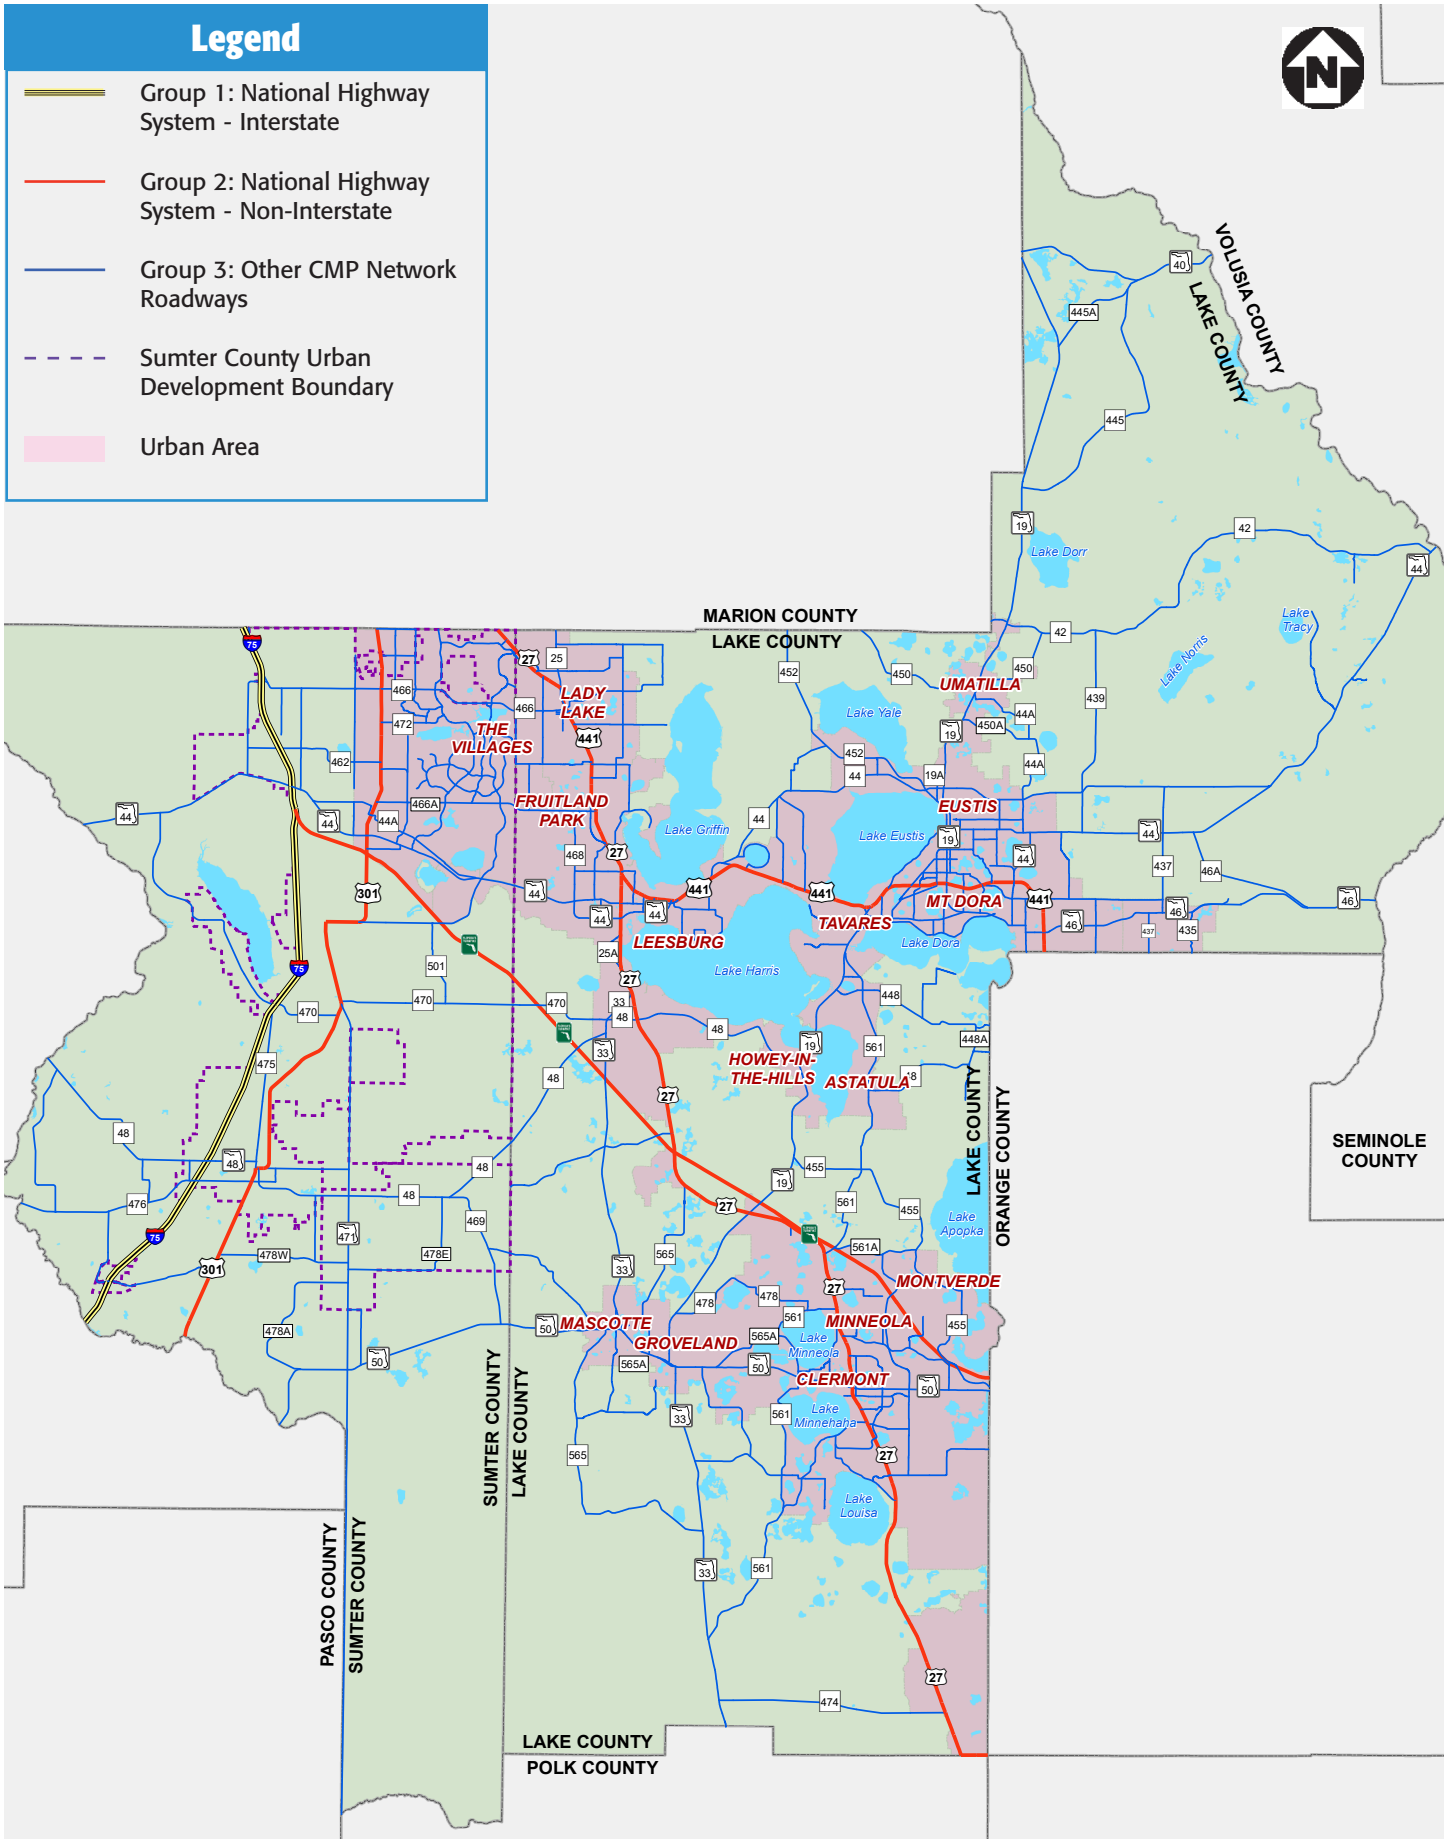 Legend
Group 1: National Highway
System - Interstate
Group 2: National Highway
System - Non-Interstate
Group 3: Other CMP Network
Roadways
Sumter County Urban
Development Boundary
Urban Area
N
VOLUSIA COUNTY
LAKE COUNTY
40
445A
445
19
42
44
Lake Dorr
Lake
Tracy
Lake Norris
MARION COUNTY
LAKE COUNTY
42
75
27
25
452
450
450
439
UMATILLA
466
466
LADY
LAKE
472
THE
VILLAGES
441
Lake Yale
44A
450A
19
462
452
44
19A
44A
44
44
466A
44A
FRUITLAND
PARK
EUSTIS
Lake Griffin
44
Lake Eustis
19
44
44
468
27
437
46A
301
44
441
441
MT DORA
441
46
44
44
TAVARES
46
46
437
435
LEESBURG
Lake Dora
25A
501
75
27
Lake Harris
470
470
470
33
48
48
448
448A
19
561
475
33
HOWEY-IN-
THE-HILLS
ASTATULA
48
27
LAKE COUNTY
ORANGE COUNTY
SEMINOLE
COUNTY
48
48
48
455
19
476
48
27
561
455
Lake
Apopka
75
471
469
301
478W
478E
33
565
561A
27
MONTVERDE
478
478
561
478A
50
MASCOTTE
GROVELAND
565A
Lake
Minneola
MINNEOLA
455
50
565A
50
CLERMONT
50
SUMTER COUNTY
LAKE COUNTY
33
561
Lake
Minnehaha
565
27
Lake
Louisa
PASCO COUNTY
SUMTER COUNTY
33
561
27
474
LAKE COUNTY
POLK COUNTY